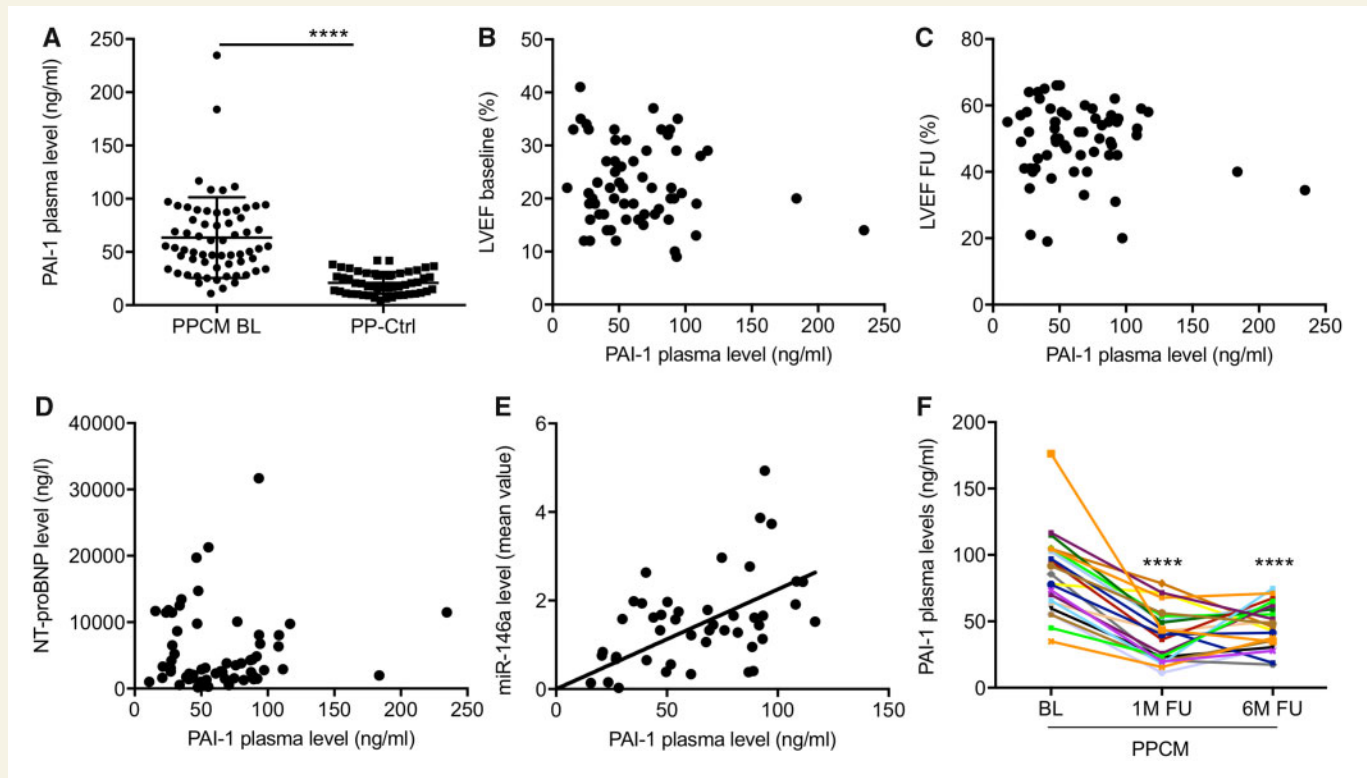 A
PAI-1 plasma level (ng/ml)
250
200
150
100
50
0
****
PPCM BL
PP-Ctrl
B
LVEF baseline (%)
50
40
30
20
10
0
0 50 100 150 200 250
PAI-1 plasma level (ng/ml)
C
LVEF FU (%)
80
60
40
20
0
0 50 100 150 200 250
PAI-1 plasma level (ng/ml)
D
NT-proBNP level (ng/l)
40000
30000
20000
10000
0
0 50 100 150 200 250
PAI-1 plasma level (ng/ml)
E
miR-146a level (mean value)
6
4
2
0
0 50 100 150
PAI-1 plasma level (ng/ml)
F
PAI-1 plasma levels (ng/ml)
200
150
100
50
0
**** ****
BL 1M FU 6M FU
PPCM